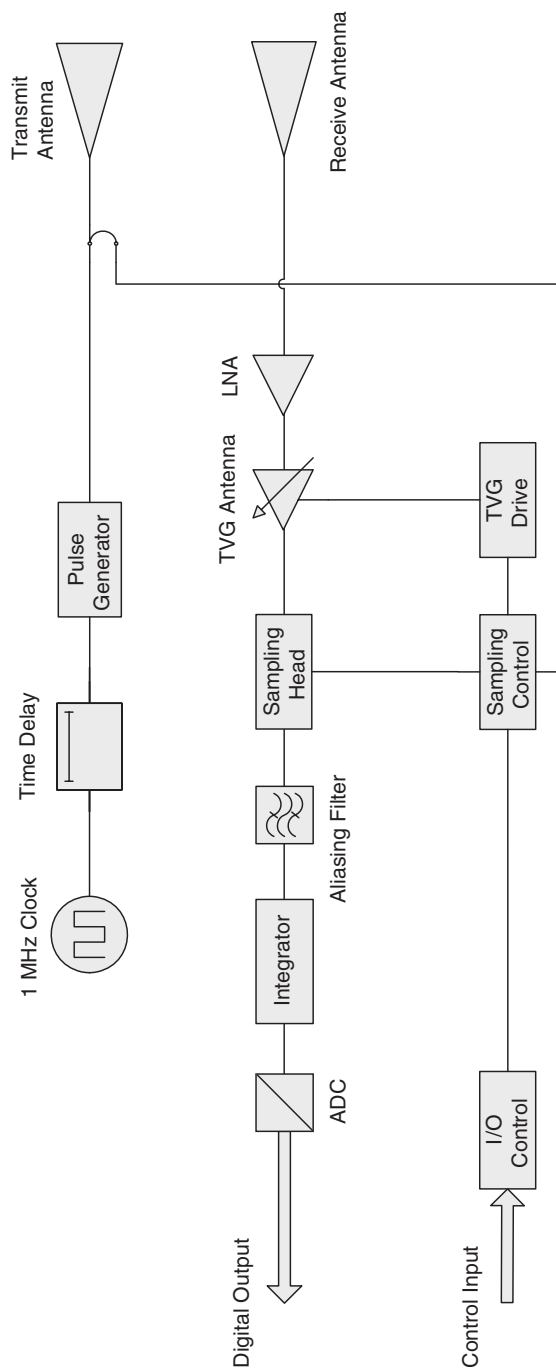 1 MHz Clock
Time Delay
Pulse
Generator
Transmit
Antenna
Digital Output
ADC
Integrator
Aliasing Filter
Sampling
Head
TVG Antenna
LNA
Receive Antenna
Control Input
I/O
Control
Sampling
Control
TVG
Drive